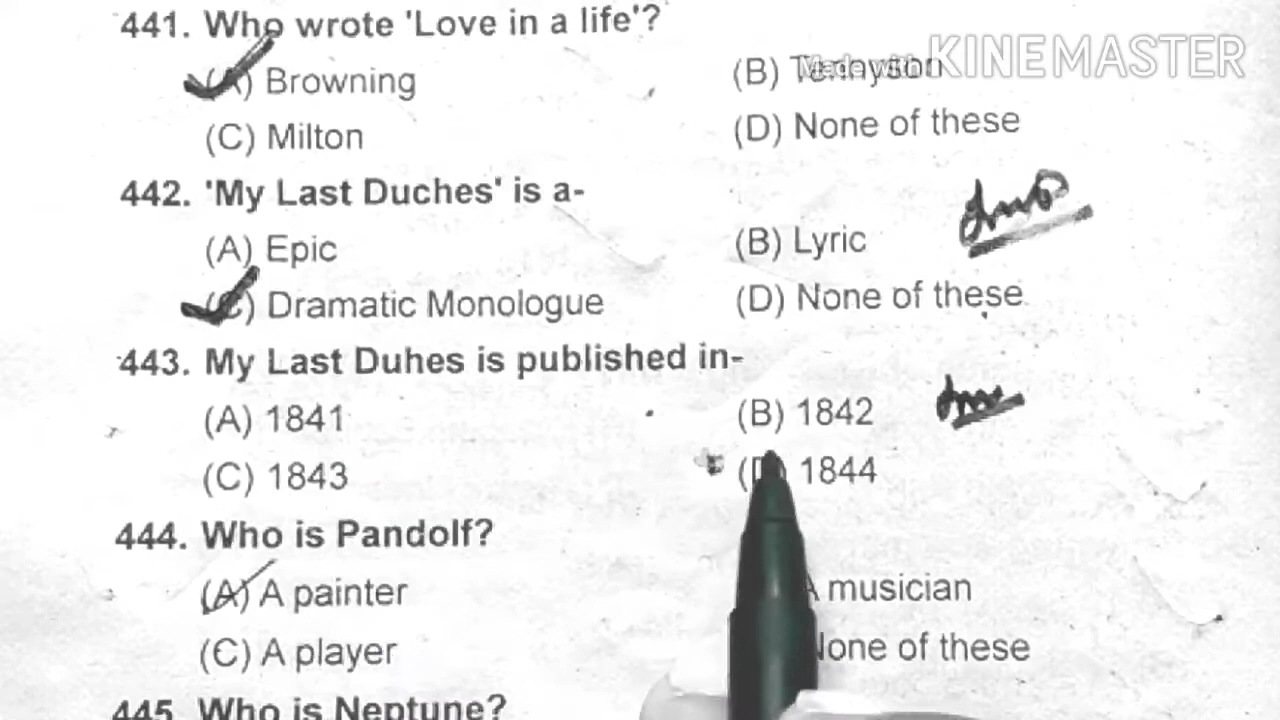 441. Who wrote 'Love in a life'?
(A) Browning
(B) Tennyson
Made with KINEMASTER
(C) Milton
(D) None of these
442. 'My Last Duches' is a-
(A) Epic
(B) Lyric
(C) Dramatic Monologue
(D) None of these
443. My Last Duhes is published in-
(A) 1841
(B) 1842
(C) 1843
(D) 1844
444. Who is Pandolf?
(A) A painter
A musician
(C) A player
None of these
445. Who is Neptune?